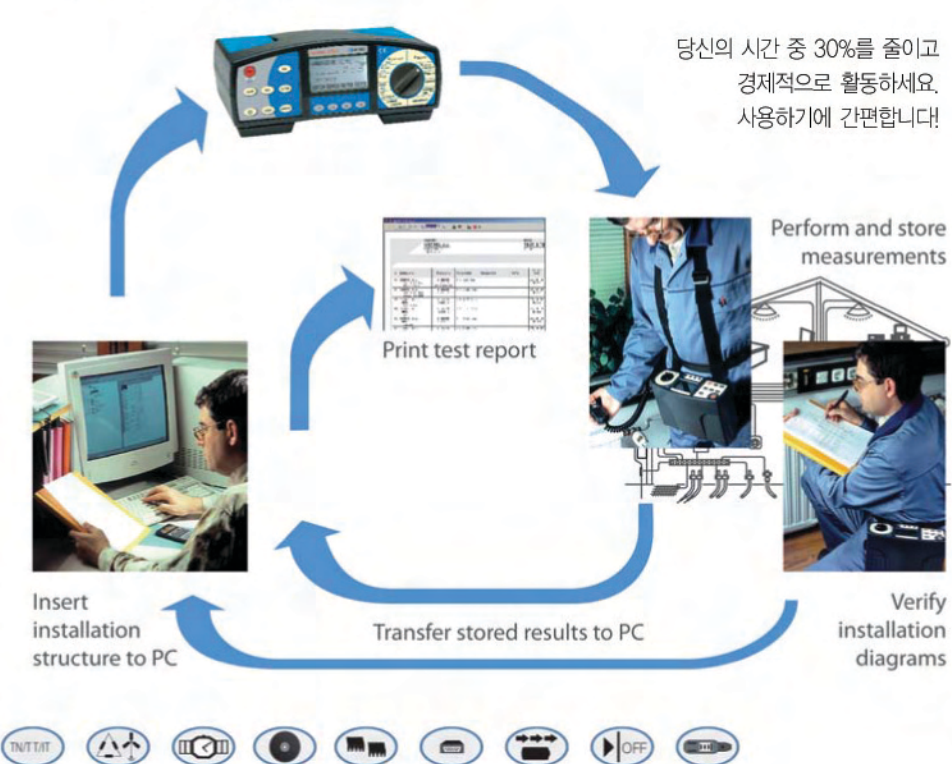 당신의 시간 중 30%를 줄이고
경제적으로 활동하세요.
사용하기에 간편합니다!
Perform and store
measurements
Print test report
Insert
installation
structure to PC
Transfer stored results to PC
Verify
installation
diagrams
TN/TT/IT
OFF